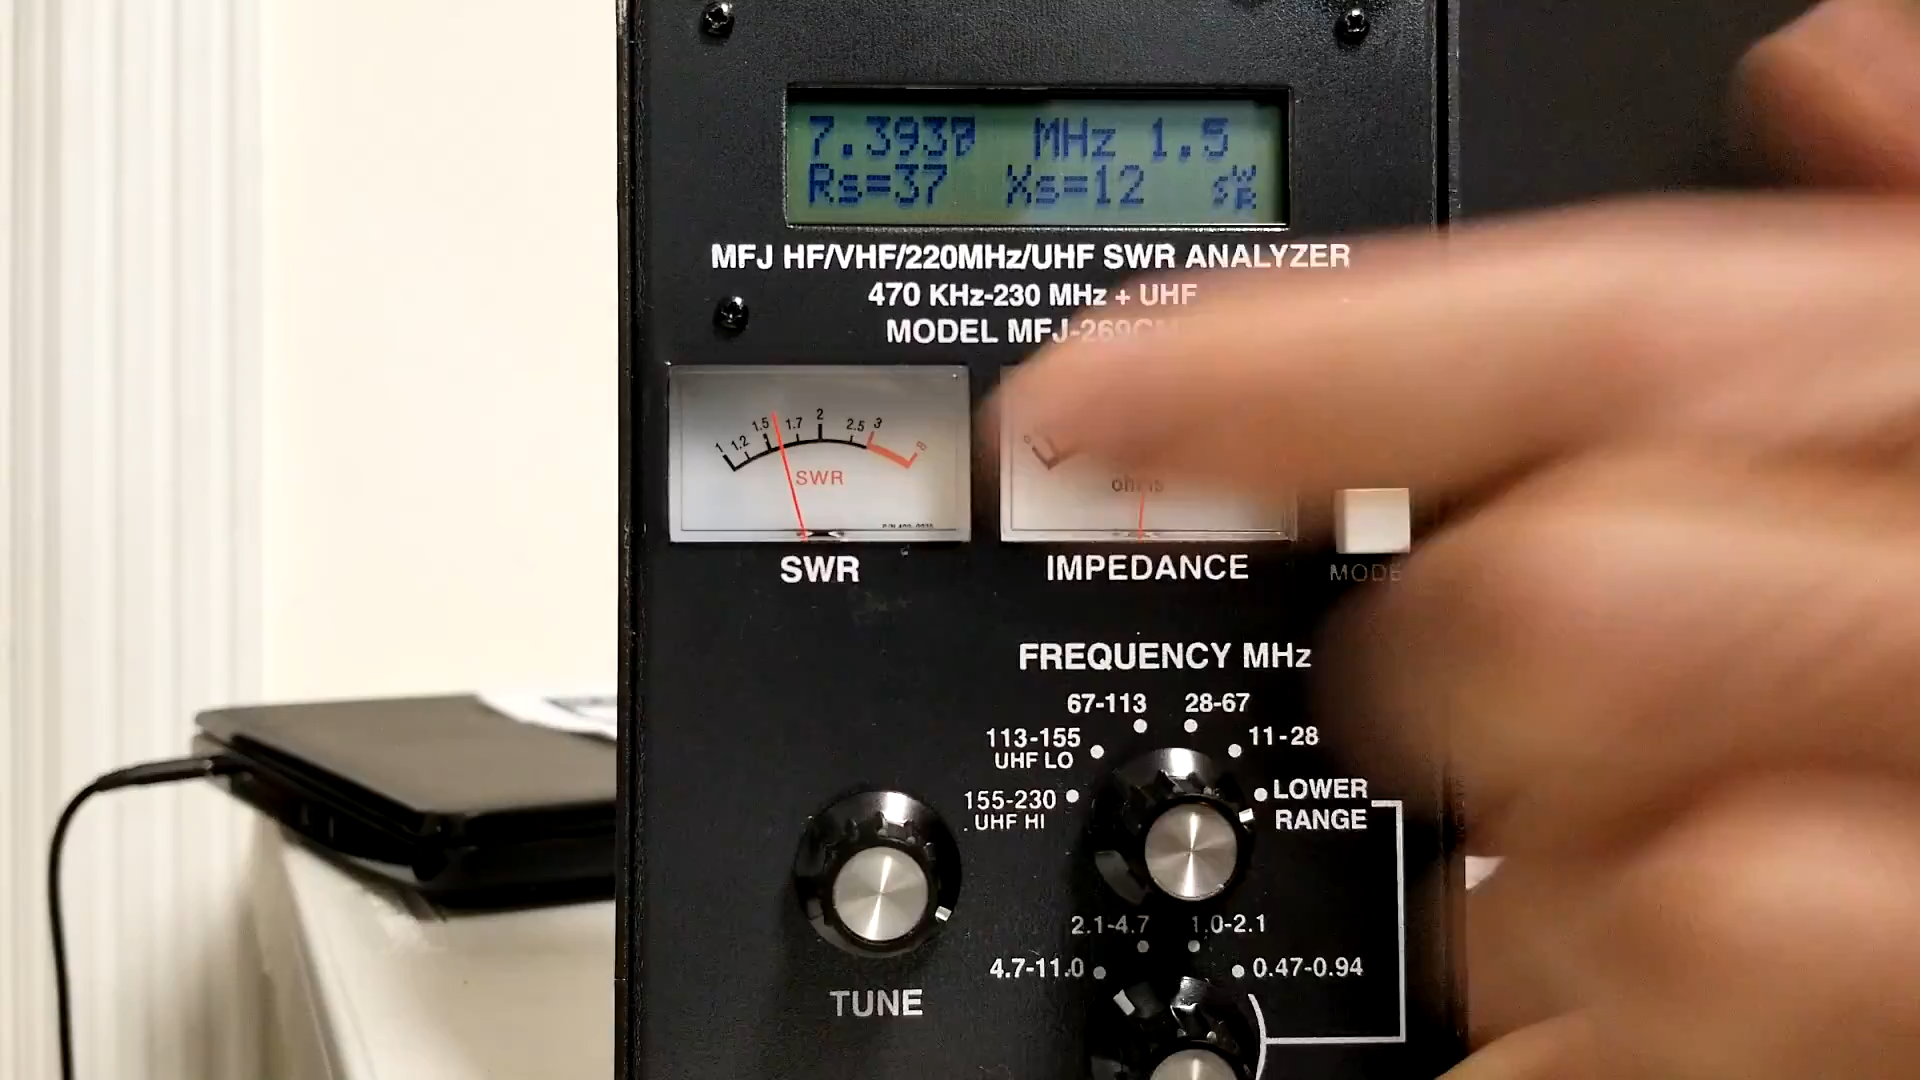 7.3930 MHz 1.5
Rs=37 Xs=12 SWR
MFJ HF/VHF/220MHz/UHF SWR ANALYZER
470 KHz-230 MHz + UHF
MODEL
1 1.2 1.5 1.7 2 2.5 3 8
SWR
SWR
0
ohms
IMPEDANCE
MODE
FREQUENCY MHz
67-113 28-67
113-155 11-28
UHF LO
155-230 LOWER
UHF HI RANGE
2.1-4.7 1.0-2.1
4.7-11.0 0.47-0.94
TUNE